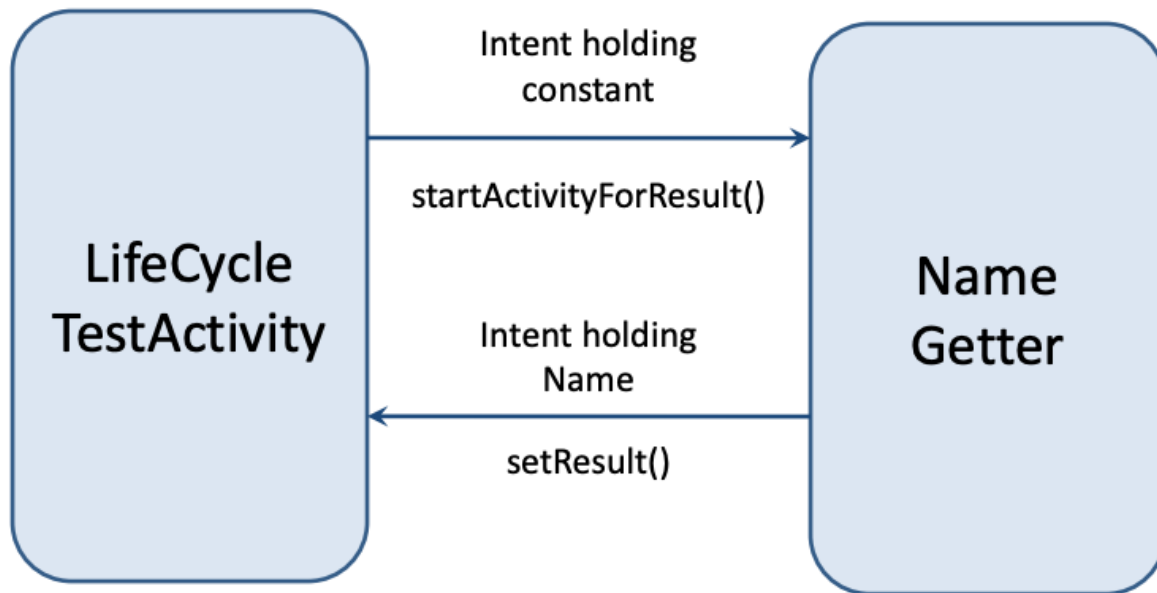 LifeCycle
TestActivity
Intent holding
constant
startActivityForResult()
Intent holding
Name
setResult()
Name
Getter